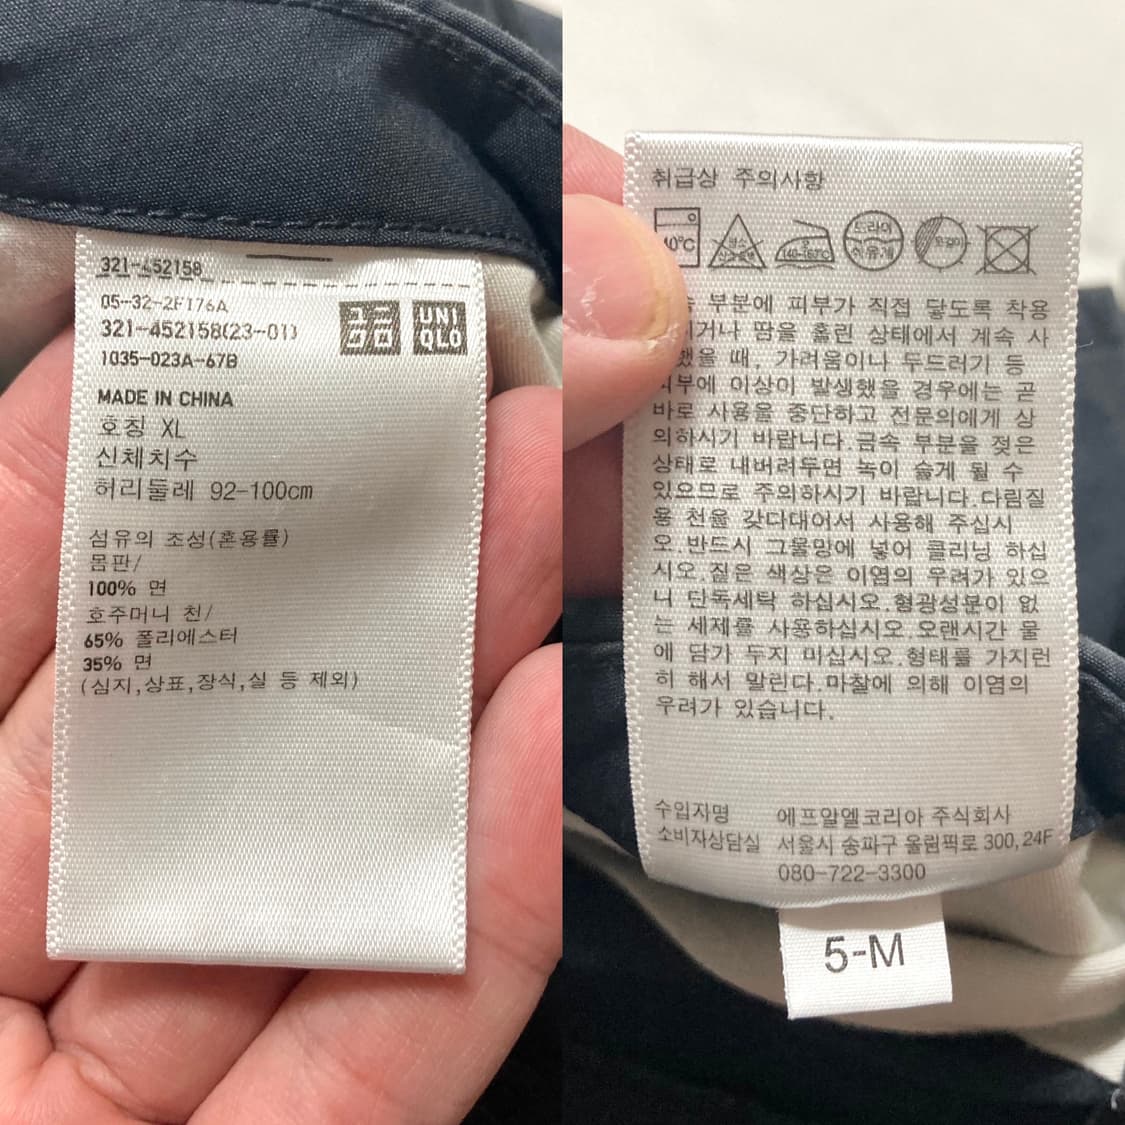 321-452158
05-32-2F176A
321-452158(23-01)
1035-023A-67B
ユニ
クロ
UNI
QLO
MADE IN CHINA
호칭 XL
신체치수
허리둘레 92-100cm
섬유의 조성(혼용률)
몸판/
100% 면
호주머니 천/
65% 폴리에스터
35% 면
(심지,상표,장식,실 등 제외)
취급상 주의사항
40℃
염소
140-160℃
드라이
석유계
부분에 피부가 직접 닿도록 착용
거나 땀을 흘린 상태에서 계속 사
했을 때, 가려움이나 두드러기 등
피부에 이상이 발생했을 경우에는 곧
바로 사용을 중단하고 전문의에게 상
의하시기 바랍니다.금속 부분을 젖은
상태로 내버려두면 녹이 슬게 될 수
있으므로 주의하시기 바랍니다.다림질
용 천을 갖다대어서 사용해 주십시
오.반드시 그물망에 넣어 클리닝 하십
시오.짙은 색상은 이염의 우려가 있으
니 단독세탁 하십시오.형광성분이 없
는 세제를 사용하십시오.오랜시간 물
에 담가 두지 마십시오.형태를 가지런
히 해서 말린다.마찰에 의해 이염의
우려가 있습니다.
수입자명 에프알엘코리아 주식회사
소비자상담실 서울시 송파구 올림픽로 300,24F
080-722-3300
5-M